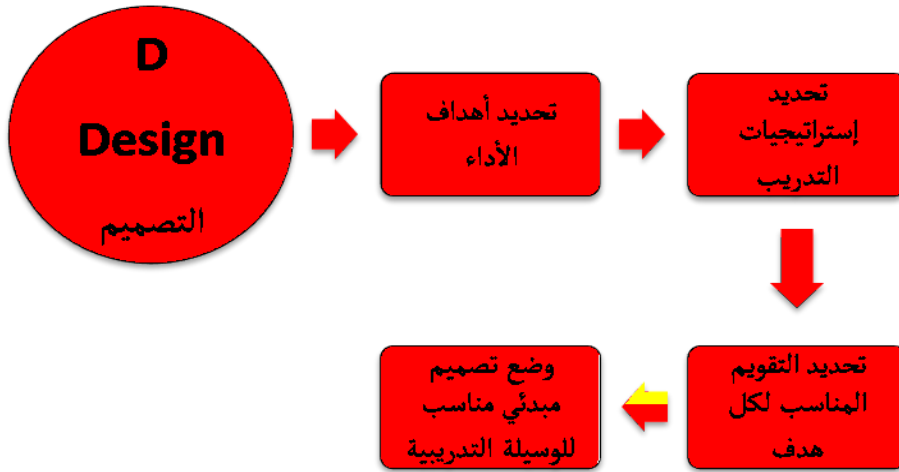 D
Design
التصميم
تحديد أهداف
الأداء
تحديد
إستراتيجيات
التدريب
تحديد التقويم
المناسب لكل
هدف
وضع تصميم
مبدئي مناسب
للوسيلة التدريبية